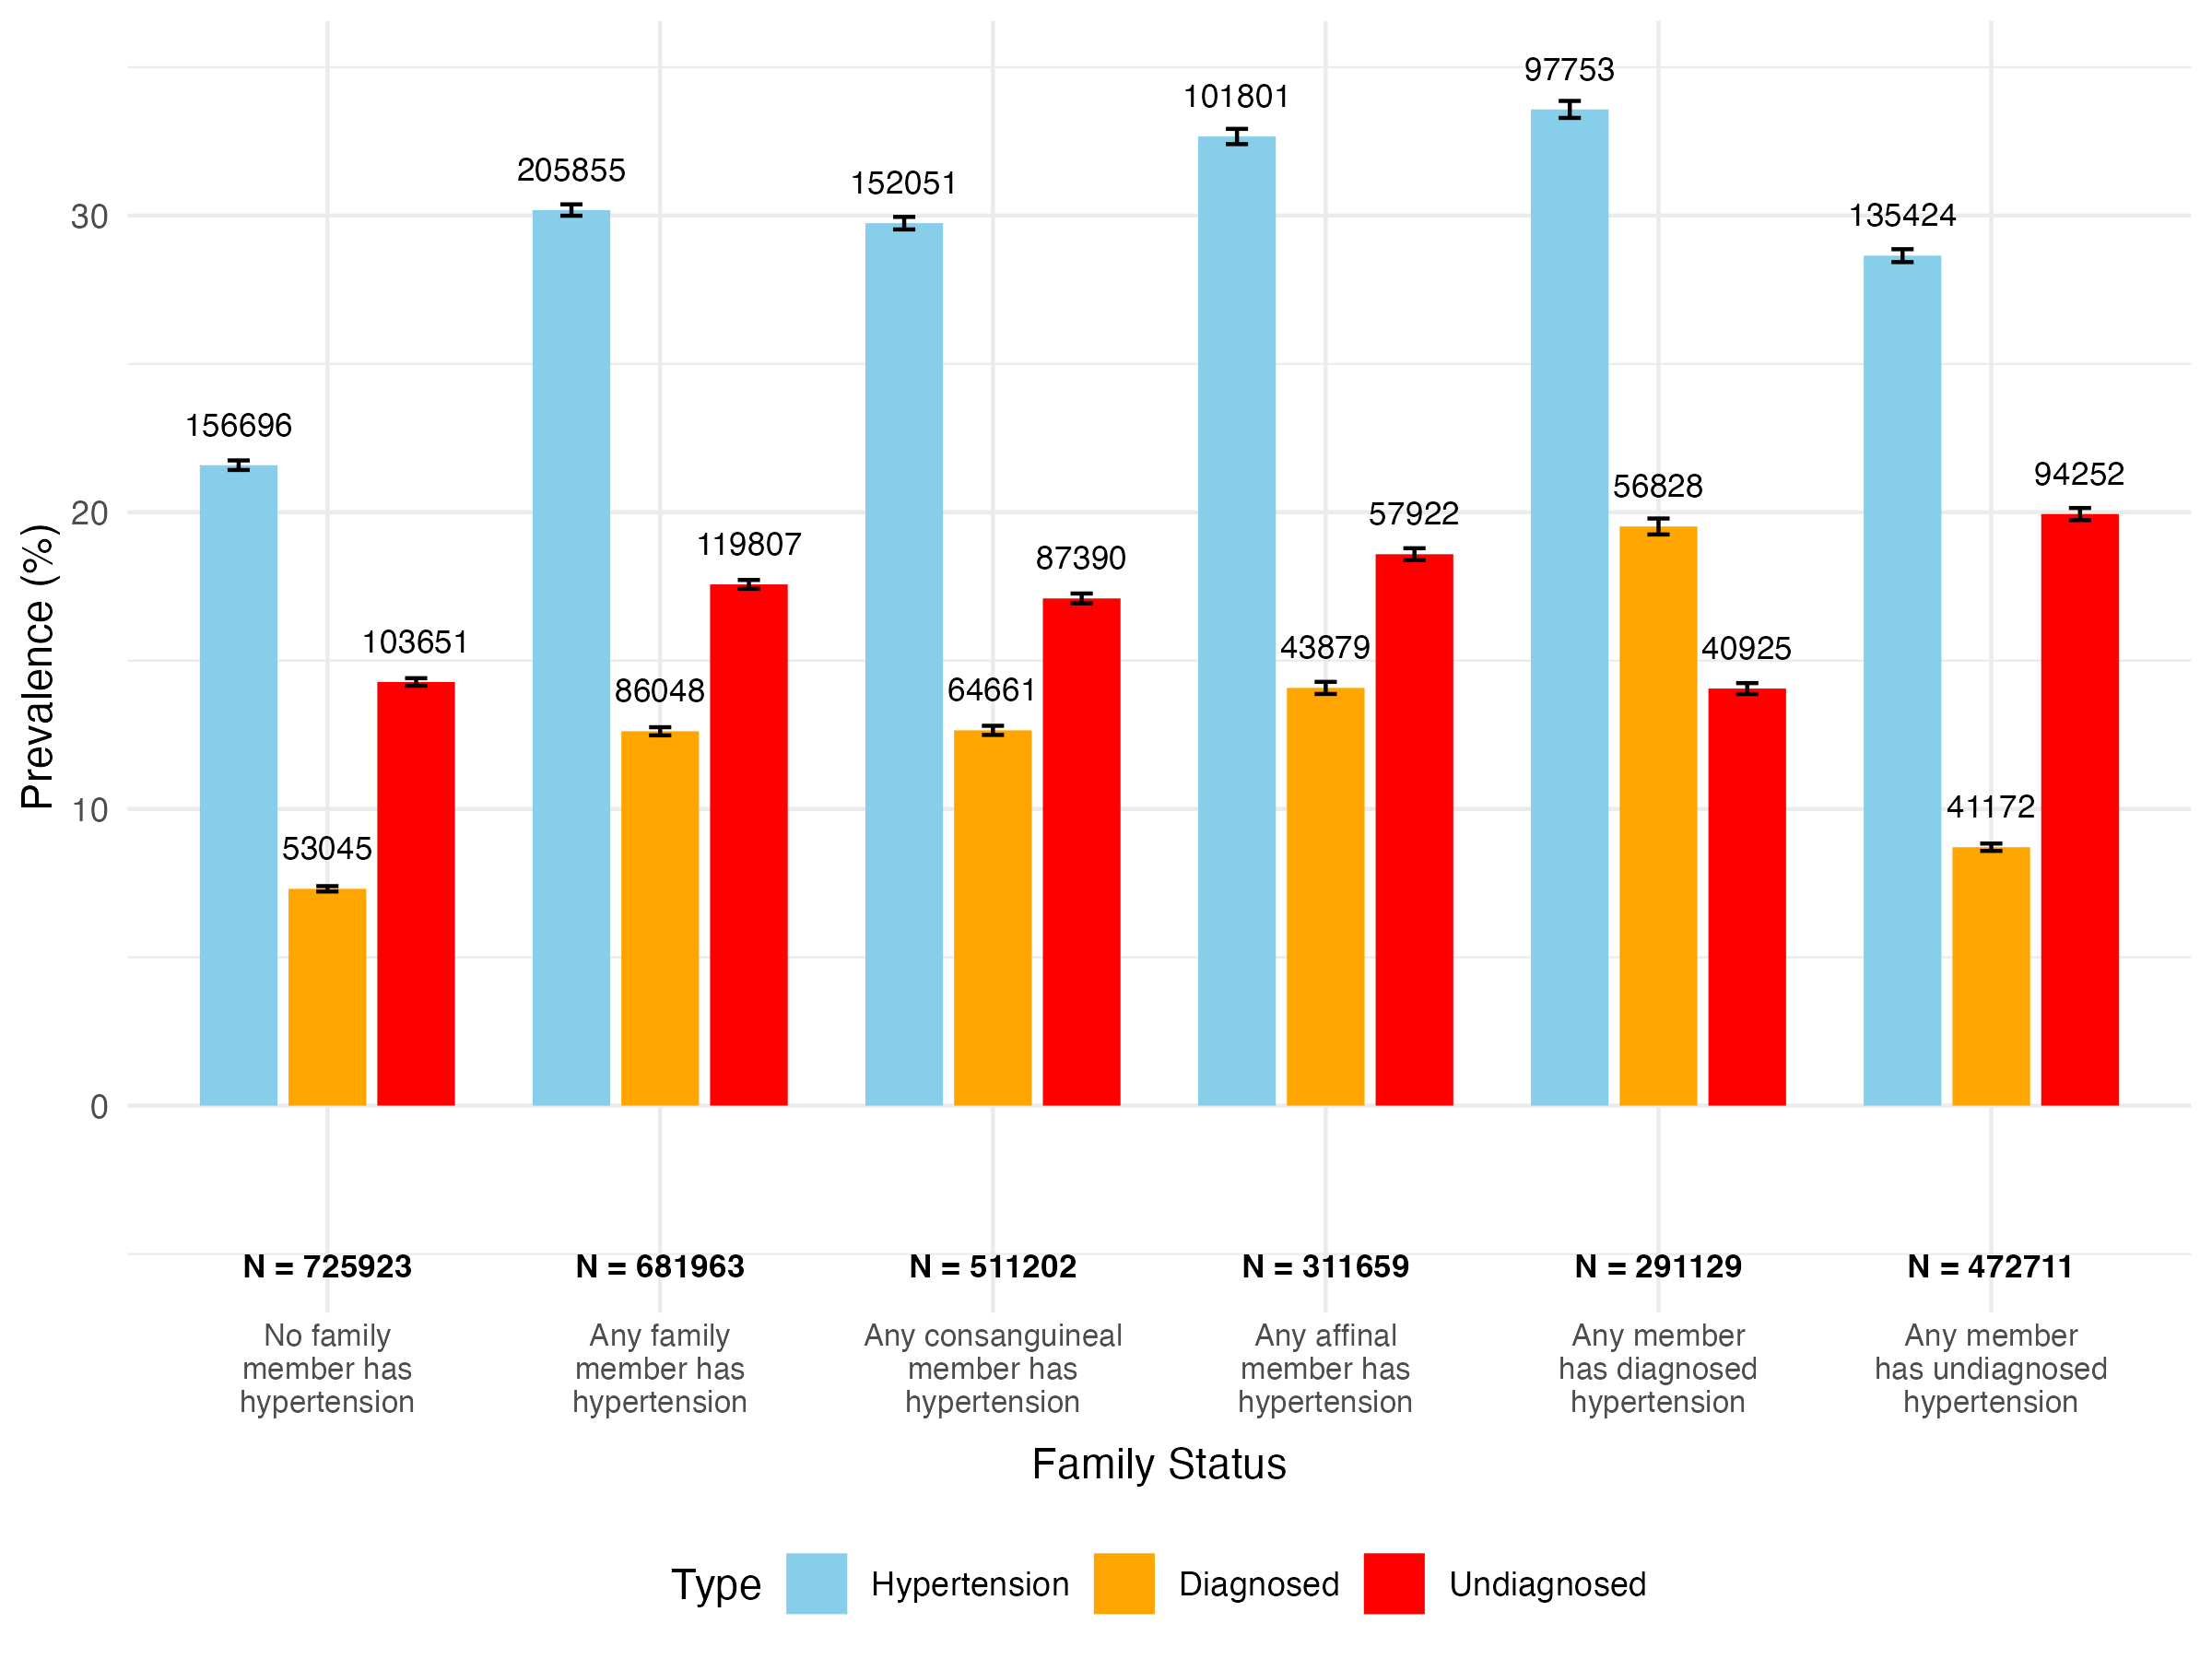 97753
101801
205855
152051
30
135424
156696
56828
94252
20
57922
119807
87390
103651
43879
40925
86048
64661
10
41172
53045
0
Prevalence (%)
N = 725923
N = 681963
N = 511202
N = 311659
N = 291129
N = 472711
No family
member has
hypertension
Any family
member has
hypertension
Any consanguineal
member has
hypertension
Any affinal
member has
hypertension
Any member
has diagnosed
hypertension
Any member
has undiagnosed
hypertension
Family Status
Type
Hypertension
Diagnosed
Undiagnosed